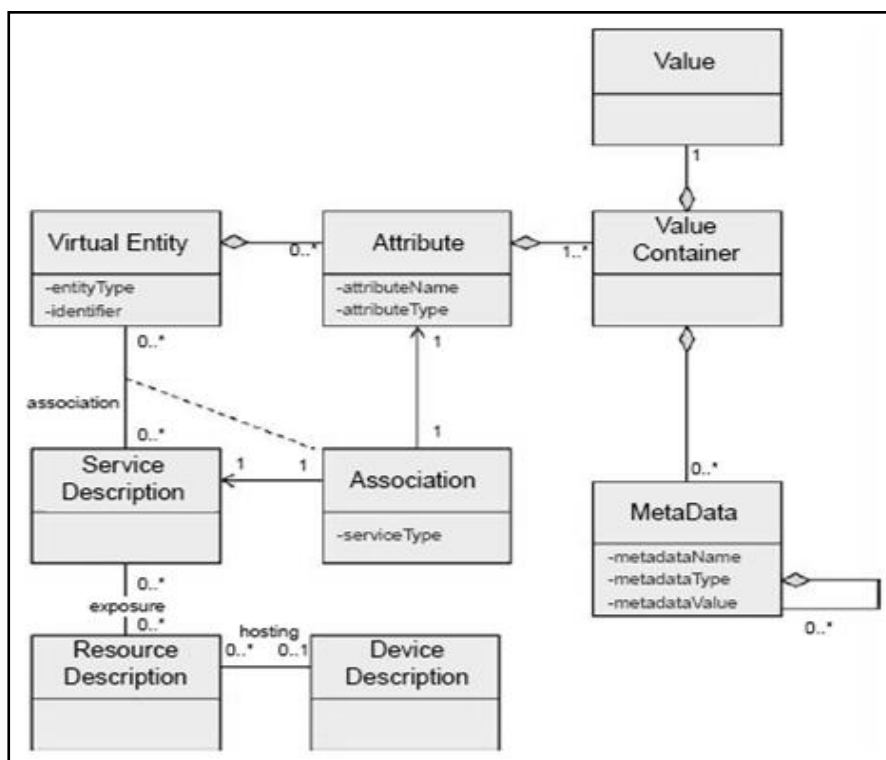 Value
1
Virtual Entity
-entityType
-identifier
0..*
Attribute
-attributeName
-attributeType
1..*
Value
Container
0..*
association
0..*
1
1
0..*
Service
Description
1
1
Association
-serviceType
MetaData
-metadataName
-metadataType
-metadataValue
0..*
0..*
exposure
0..*
Resource
Description
hosting
0..*
0..1
Device
Description